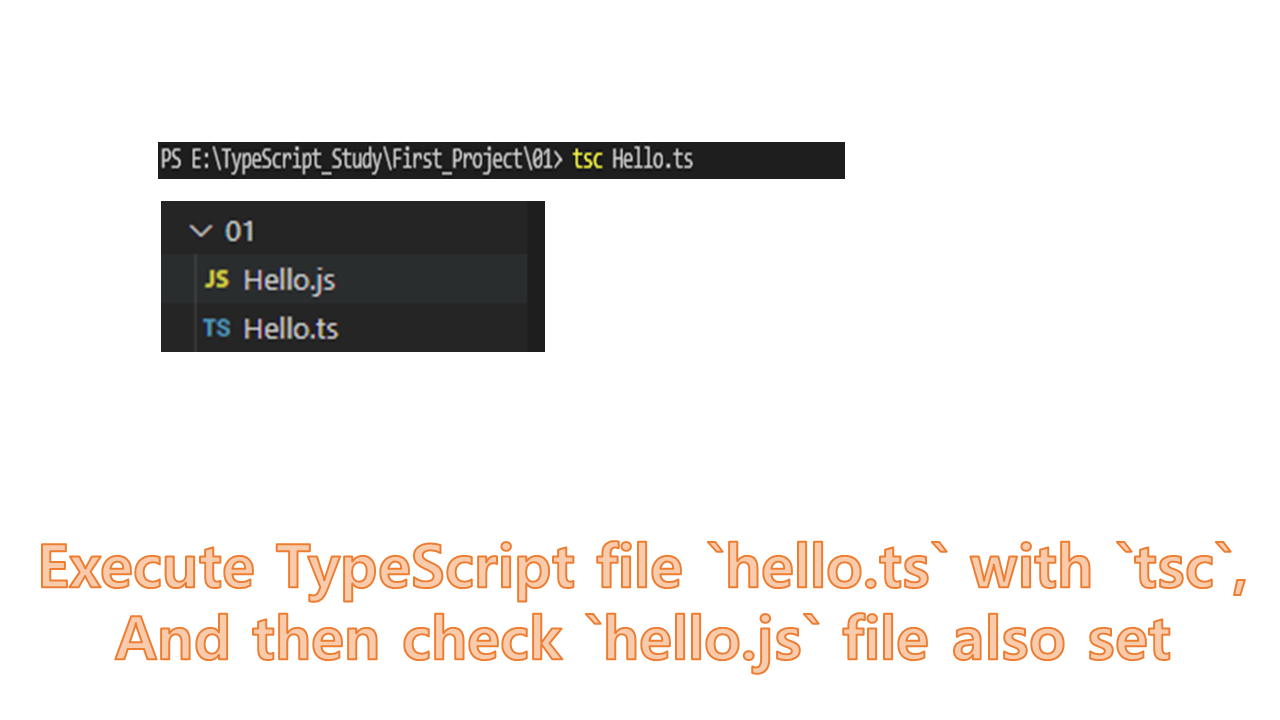 PS E:\TypeScript_Study\First_Project\01> tsc Hello.ts
01
JS Hello.js
TS Hello.ts
Execute TypeScript file `hello.ts` with `tsc`,
And then check `hello.js` file also set